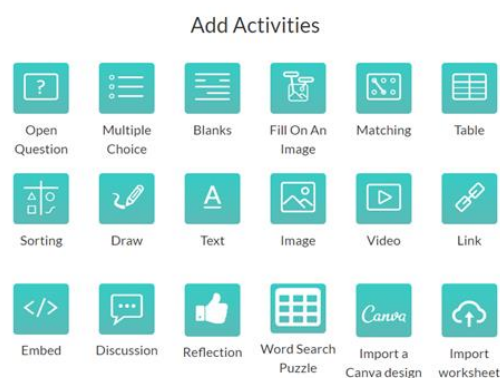 Add Activities
Open Question
Multiple Choice
Blanks
Fill On An Image
Matching
Table
Sorting
Draw
A
Text
Image
Video
Link
</>
Embed
Discussion
Reflection
Word Search Puzzle
Canva
Import a Canva design
Import worksheet